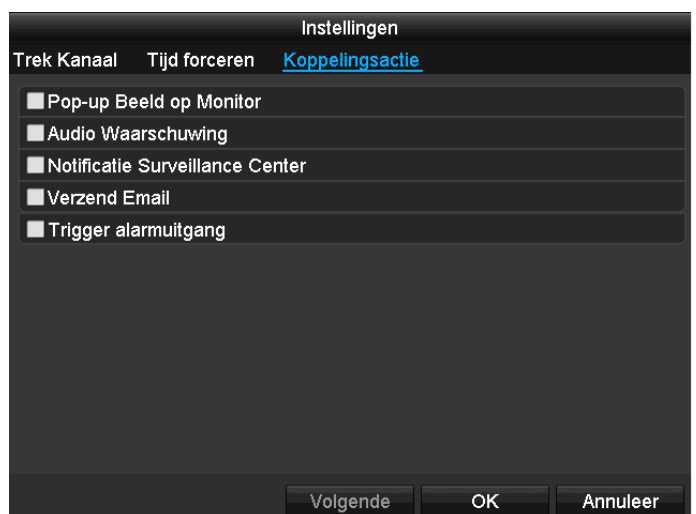 Instellingen
Trek Kanaal Tijd forceren Koppelingsactie
Pop-up Beeld op Monitor
Audio Waarschuwing
Notificatie Surveillance Center
Verzend Email
Trigger alarmuitgang
Volgende OK Annuleer